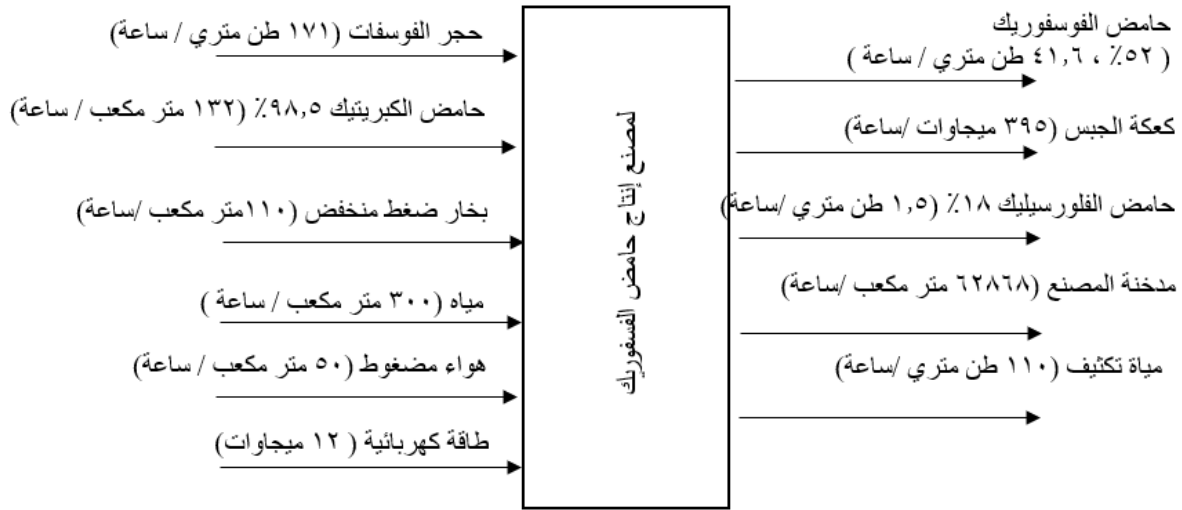 حجر الفوسفات (١٧١ طن متري / ساعة)
حامض الكبريتيك ٩٨,٥٪ (١٣٢ متر مكعب / ساعة)
بخار ضغط منخفض (١١٠متر مكعب /ساعة)
مياه (٣٠٠ متر مكعب / ساعة )
هواء مضغوط (٥٠ متر مكعب / ساعة)
طاقة كهربائية ( ١٢ ميجاوات)
لمصنع إنتاج حامض الفسفوريك
حامض الفوسفوريك
( ٥٢٪ ، ٤١,٦ طن متري / ساعة )
كعكة الجبس (٣٩٥ ميجاوات /ساعة)
حامض الفلورسيليك ١٨٪ (١,٥ طن متري /ساعة)
مدخنة المصنع (٦٢٨٦٨ متر مكعب /ساعة)
مياة تكثيف (١١٠ طن متري /ساعة)